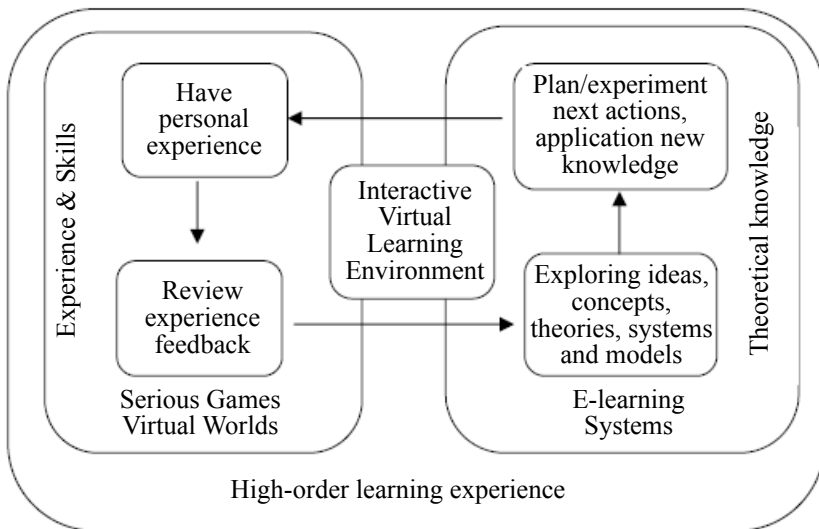 Experience & Skills
Have
personal
experience
Review
experience
feedback
Serious Games
Virtual Worlds
Interactive
Virtual
Learning
Environment
Plan/experiment
next actions,
application new
knowledge
Exploring ideas,
concepts,
theories, systems
and models
E-learning
Systems
Theoretical knowledge
High-order learning experience